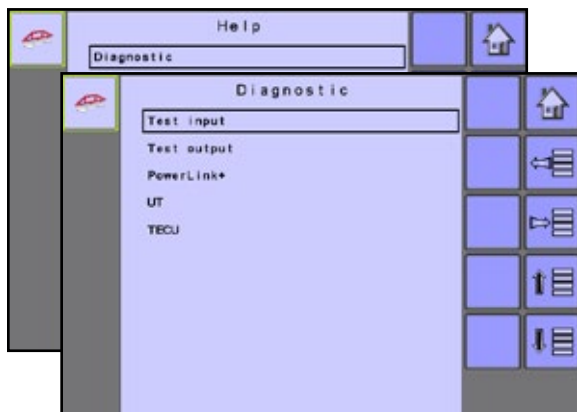 Help
Diagnostic
Diagnostic
Test input
Test output
PowerLink+
UT
TECU